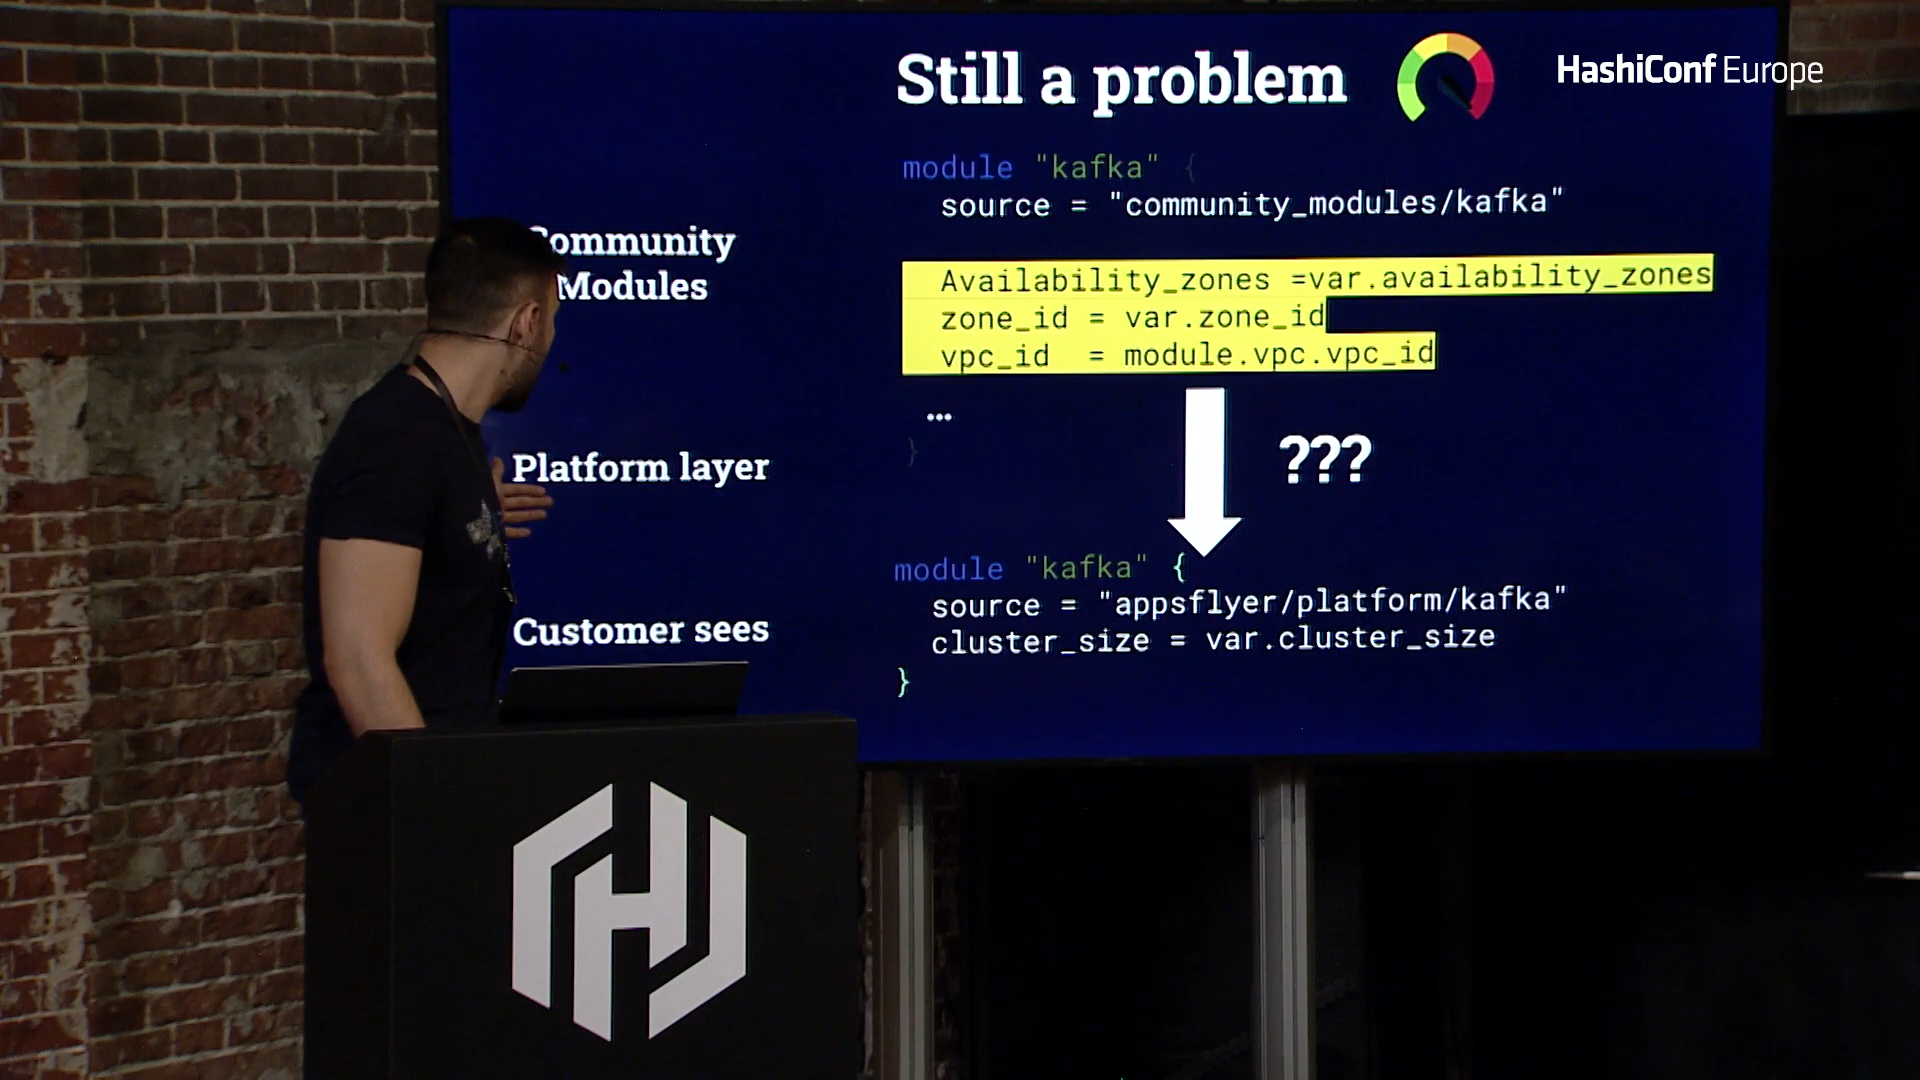 Still a problem
HashiConf Europe
module "kafka" {
source = "community_modules/kafka"
Community
Modules
Availability_zones =var.availability_zones
zone_id = var.zone_id
vpc_id = module.vpc.vpc_id
...
}
Platform layer
???
module "kafka" {
source = "appsflyer/platform/kafka"
cluster_size = var.cluster_size
}
Customer sees